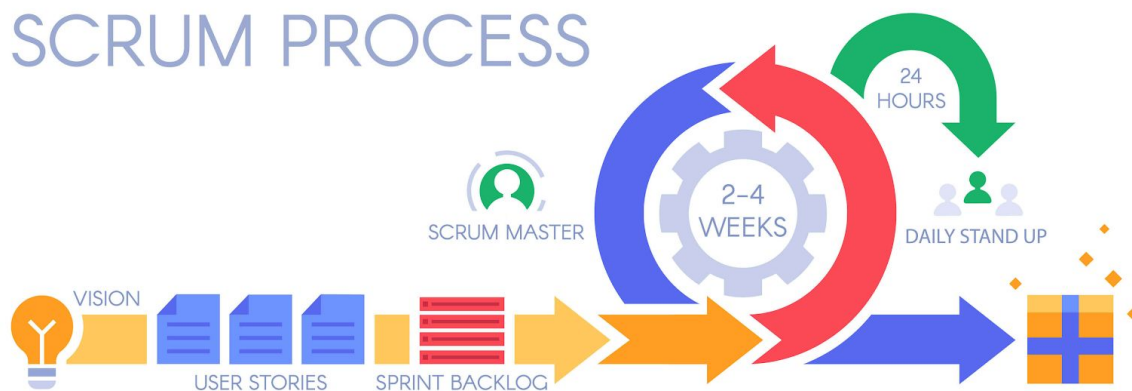 SCRUM PROCESS
24
HOURS
2–4
WEEKS
SCRUM MASTER
DAILY STAND UP
VISION
USER STORIES
SPRINT BACKLOG